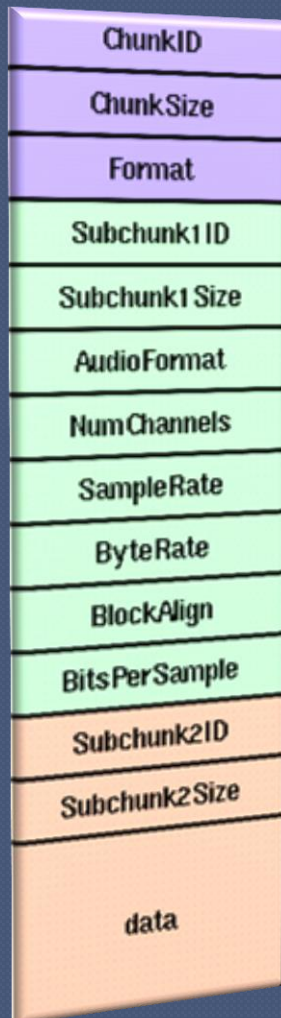 ChunkID
ChunkSize
Format
Subchunk1ID
Subchunk1Size
AudioFormat
NumChannels
SampleRate
ByteRate
BlockAlign
BitsPerSample
Subchunk2ID
Subchunk2Size
data